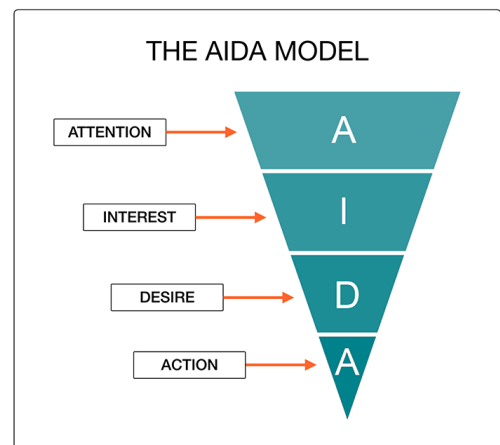 THE AIDA MODEL
ATTENTION
A
INTEREST
I
DESIRE
D
ACTION
A